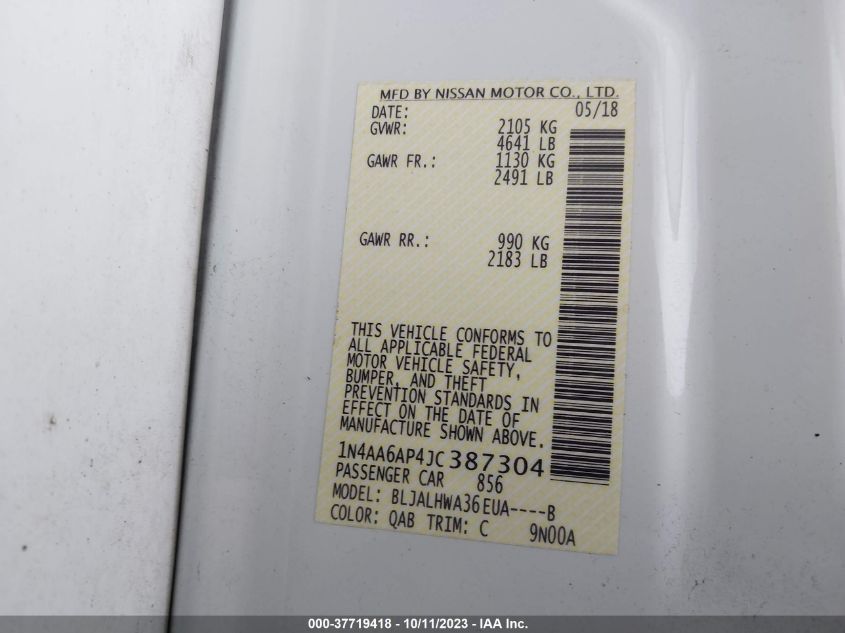 MFD BY NISSAN MOTOR CO., LTD.
DATE: 05/18
GVWR: 2105 KG
4641 LB
GAWR FR.: 1130 KG
2491 LB
GAWR RR.: 990 KG
2183 LB
THIS VEHICLE CONFORMS TO
ALL APPLICABLE FEDERAL
MOTOR VEHICLE SAFETY,
BUMPER, AND THEFT
PREVENTION STANDARDS IN
EFFECT ON THE DATE OF
MANUFACTURE SHOWN ABOVE.
1N4AA6AP4JC387304
PASSENGER CAR 856
MODEL: BLJALHWA36EUA----B
COLOR: QAB TRIM: C 9N00A
000-37719418 - 10/11/2023 - IAA Inc.